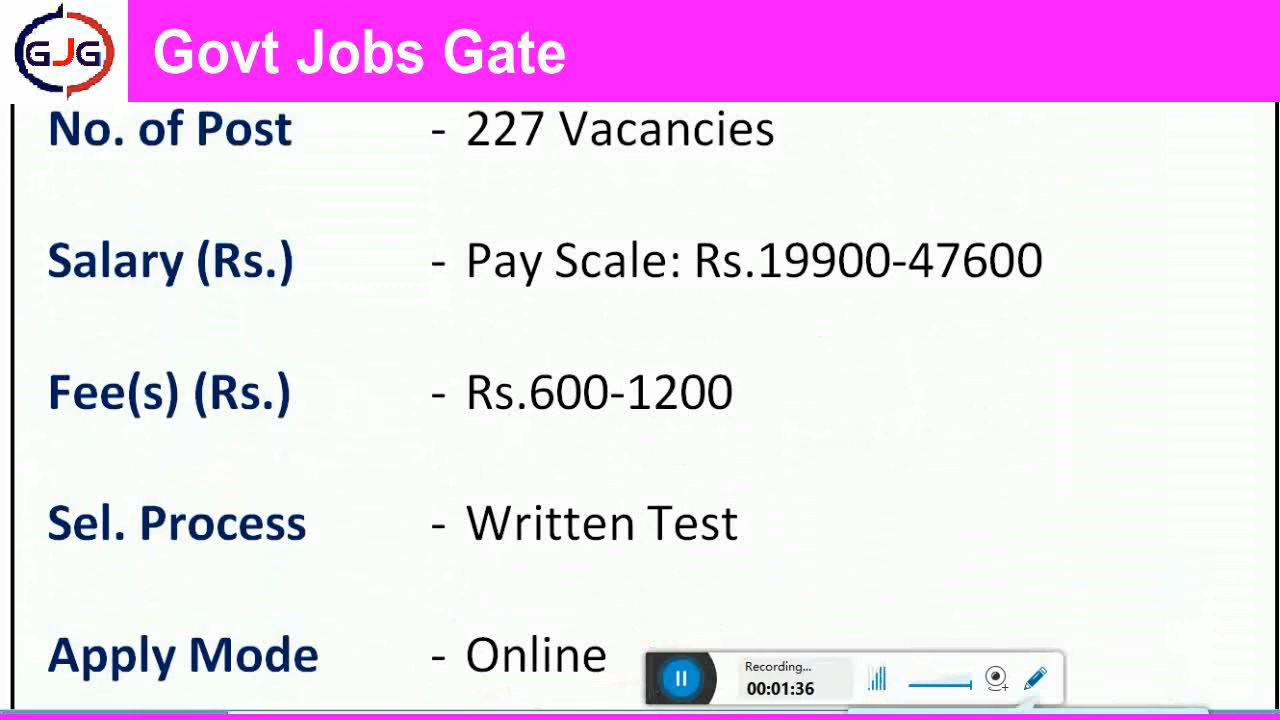 GJG Govt Jobs Gate
No. of Post - 227 Vacancies
Salary (Rs.) - Pay Scale: Rs.19900-47600
Fee(s) (Rs.) - Rs.600-1200
Sel. Process - Written Test
Apply Mode - Online
Recording...
00:01:36